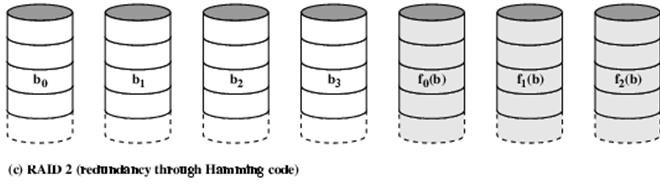 b0 b1 b2 b3 f0(b) f1(b) f2(b)
(c) RAID 2 (redundancy through Hamming code)